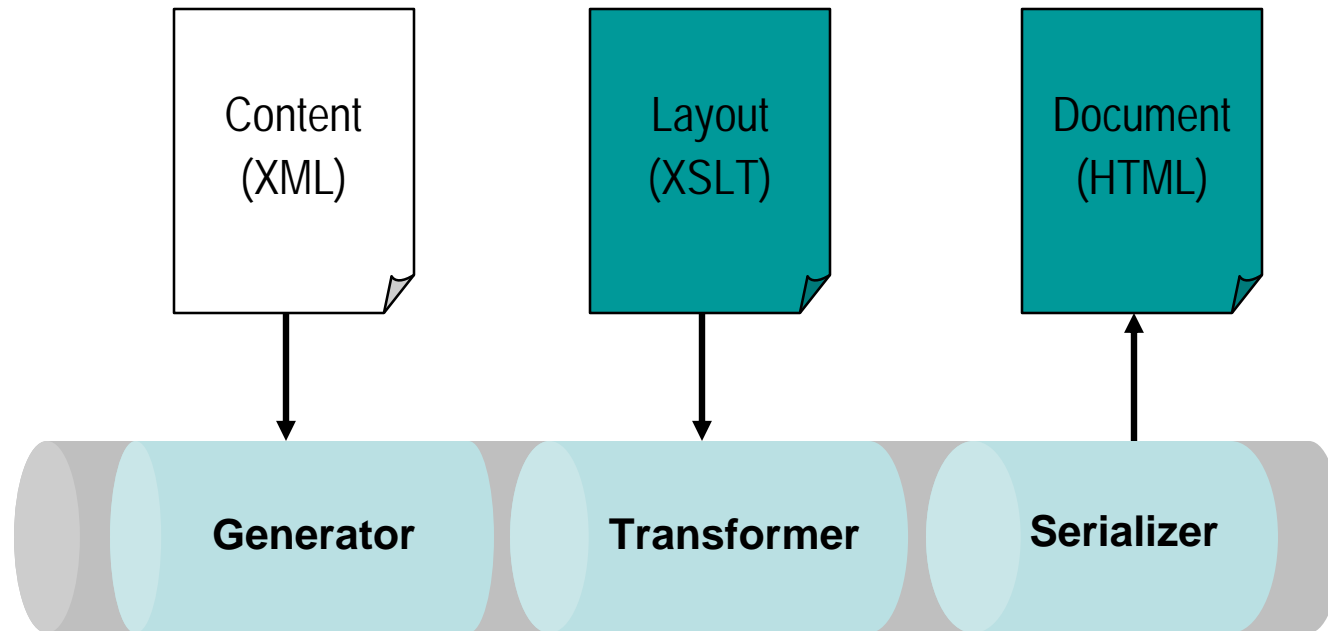 Content
(XML)
Layout
(XSLT)
Document
(HTML)
Generator
Transformer
Serializer